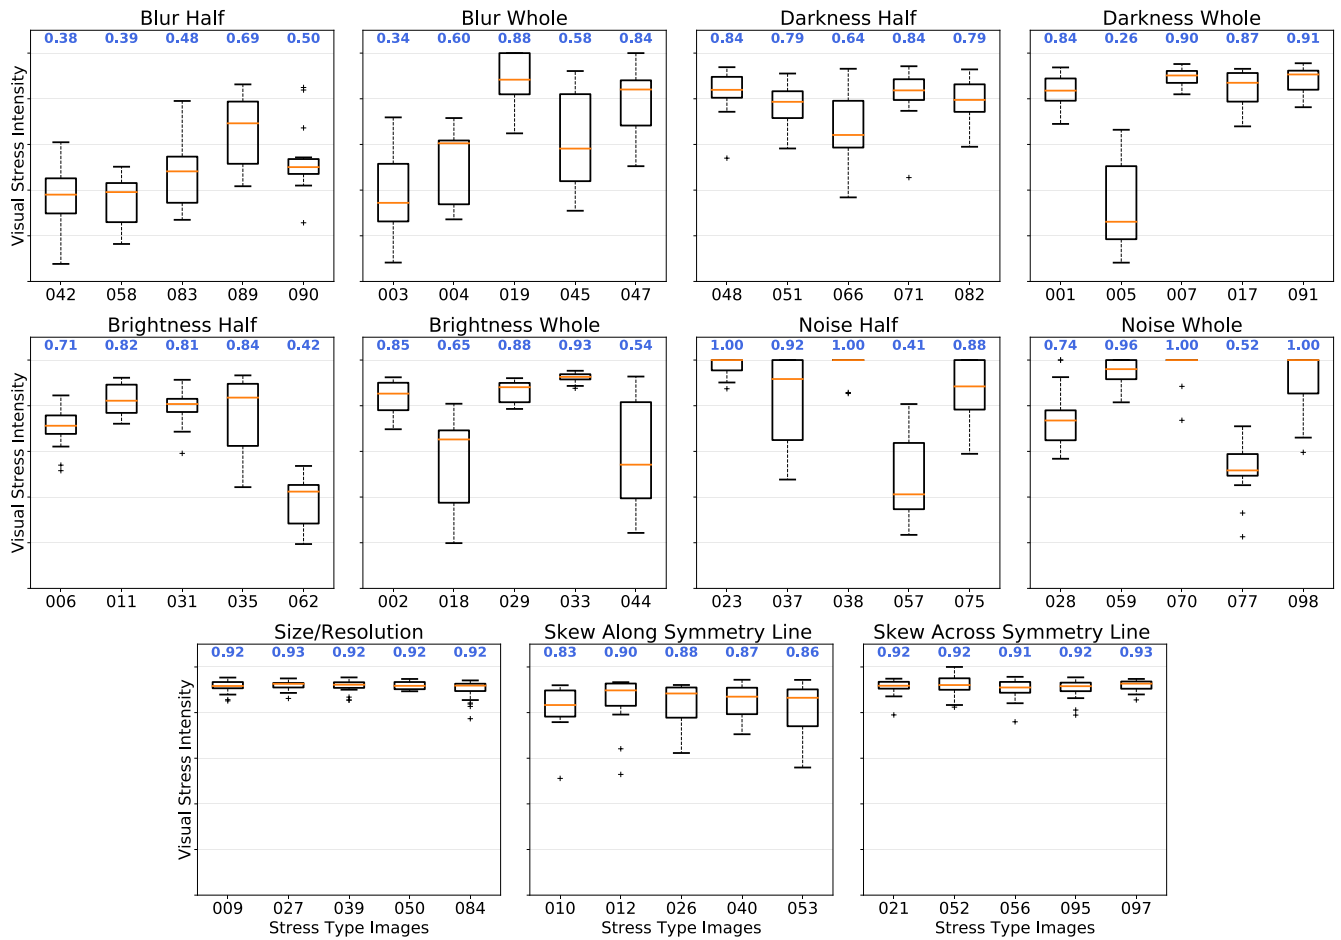 Blur Half
Blur Whole
Darkness Half
Darkness Whole
0.38 0.39 0.48 0.69 0.50
0.34 0.60 0.88 0.58 0.84
0.84 0.79 0.64 0.84 0.79
0.84 0.26 0.90 0.87 0.91
Visual Stress Intensity
042 058 083 089 090
003 004 019 045 047
048 051 066 071 082
001 005 007 017 091
Brightness Half
Brightness Whole
Noise Half
Noise Whole
0.71 0.82 0.81 0.84 0.42
0.85 0.65 0.88 0.93 0.54
1.00 0.92 1.00 0.41 0.88
0.74 0.96 1.00 0.52 1.00
Visual Stress Intensity
006 011 031 035 062
002 018 029 033 044
023 037 038 057 075
028 059 070 077 098
Size/Resolution
Skew Along Symmetry Line
Skew Across Symmetry Line
0.92 0.93 0.92 0.92 0.92
0.83 0.90 0.88 0.87 0.86
0.92 0.92 0.91 0.92 0.93
Visual Stress Intensity
009 027 039 050 084
010 012 026 040 053
021 052 056 095 097
Stress Type Images
Stress Type Images
Stress Type Images